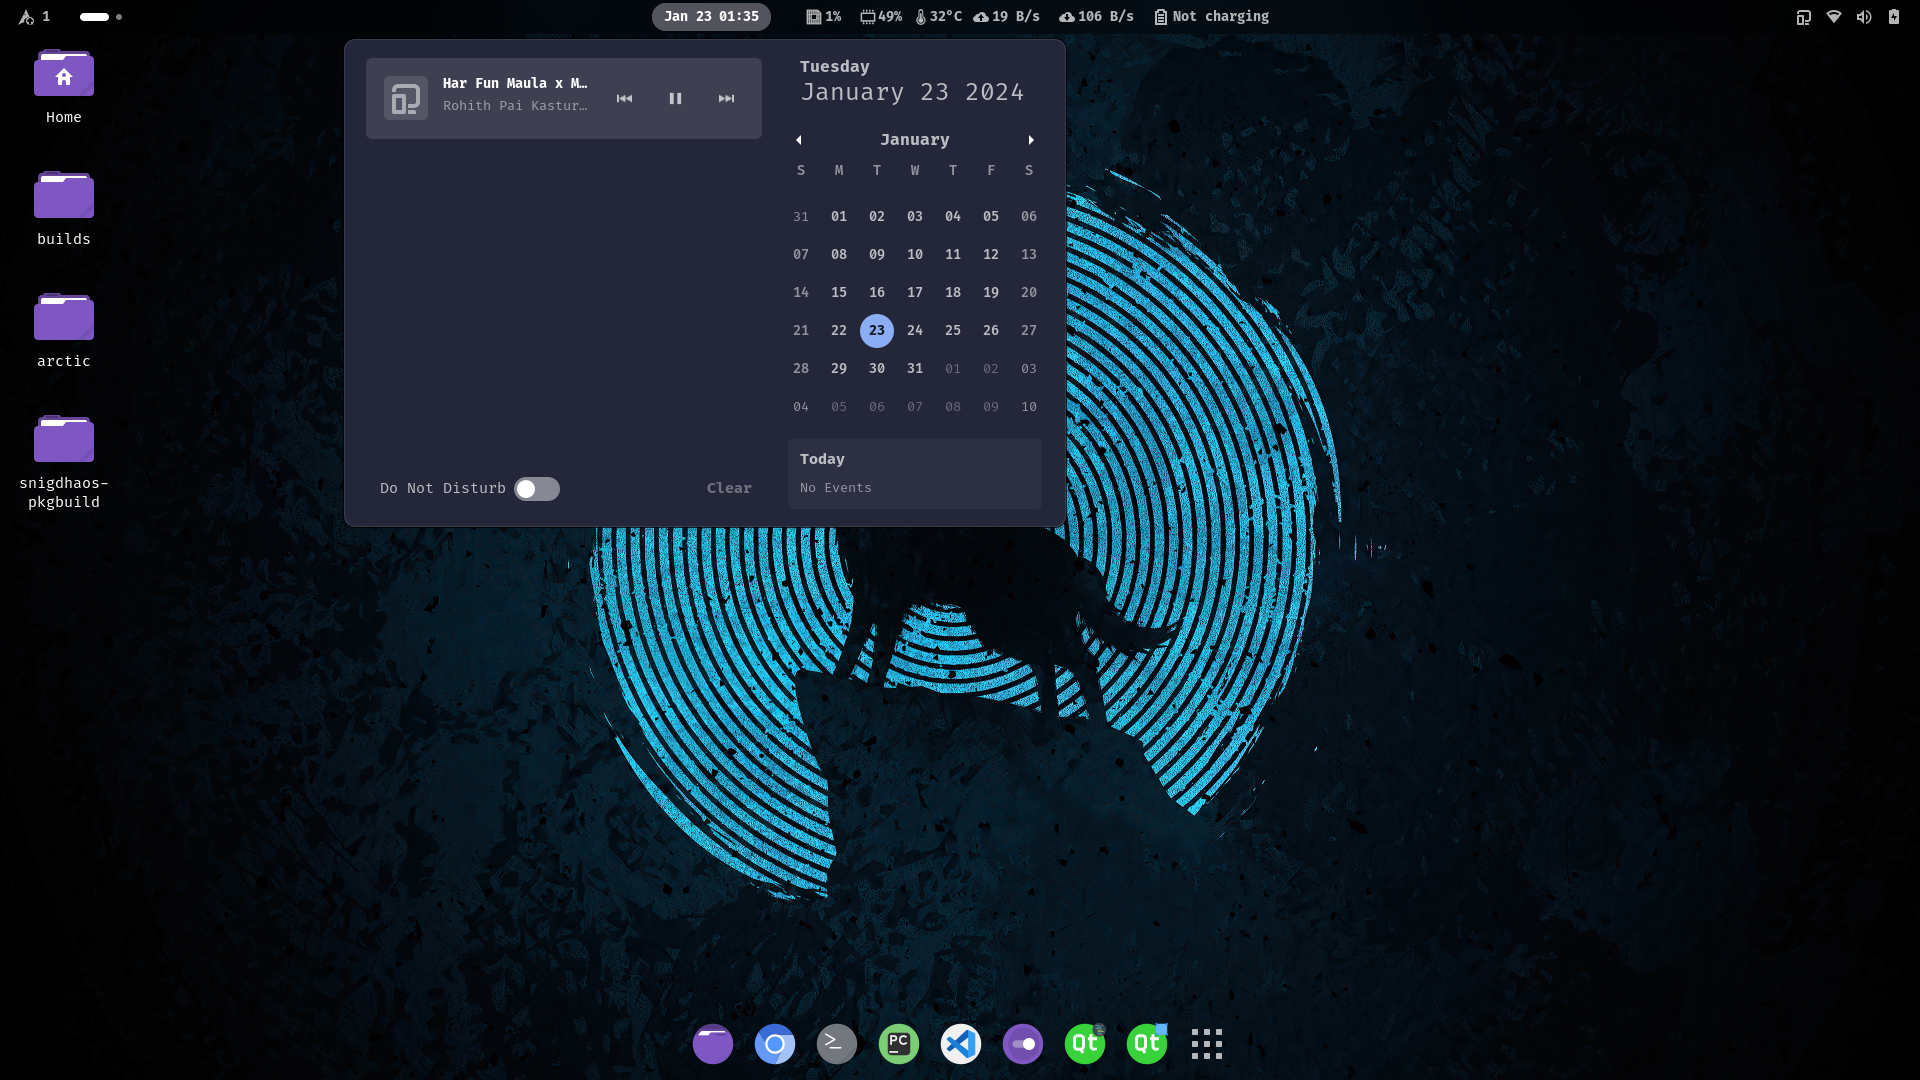 1
Jan 23 01:35
1% 49% 32°C 19 B/s 106 B/s Not charging
Home
builds
arctic
snigdhaos-
pkgbuild
Har Fun Maula x M…
Rohith Pai Kastur…
Do Not Disturb
Clear
Tuesday
January 23 2024
January
S M T W T F S
31 01 02 03 04 05 06
07 08 09 10 11 12 13
14 15 16 17 18 19 20
21 22 23 24 25 26 27
28 29 30 31 01 02 03
04 05 06 07 08 09 10
Today
No Events
PC
Qt
Qt